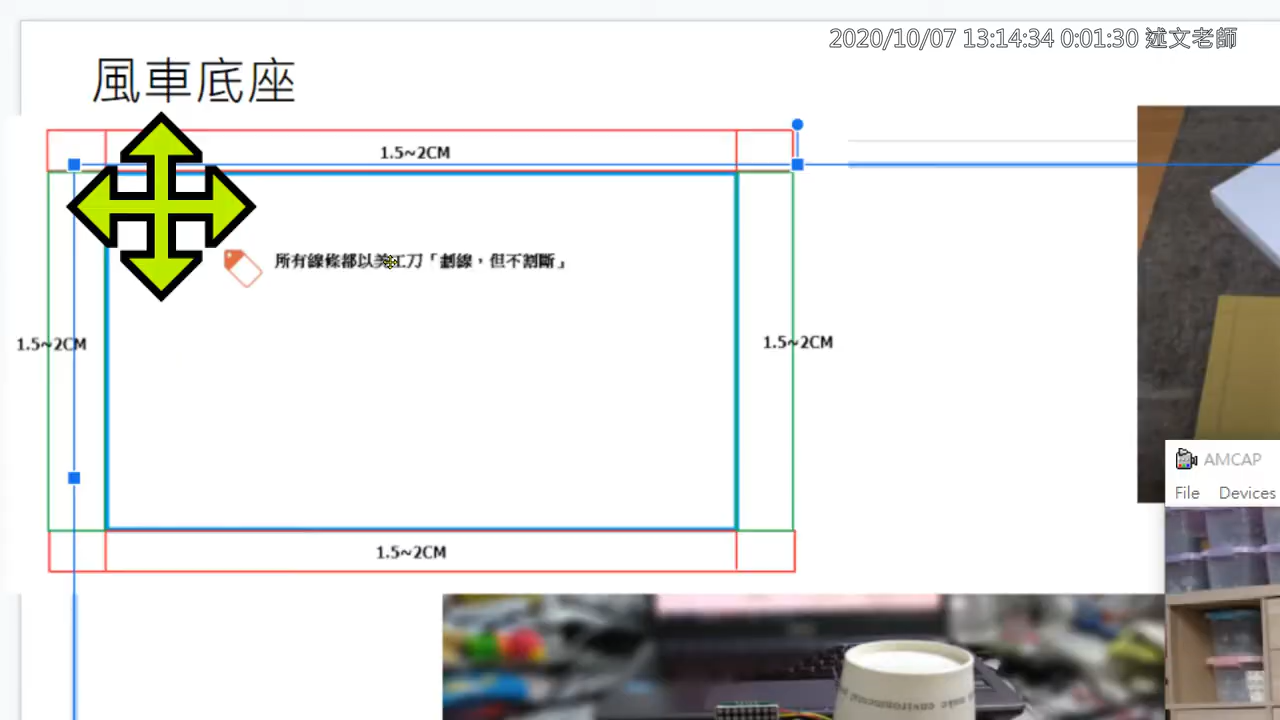 2020/10/07 13:14:34 0:01:30 述文老師
風車底座
1.5~2CM
所有線條都以美工刀「劃線，但不割斷」
1.5~2CM
1.5~2CM
AMCAP
File Devices
1.5~2CM